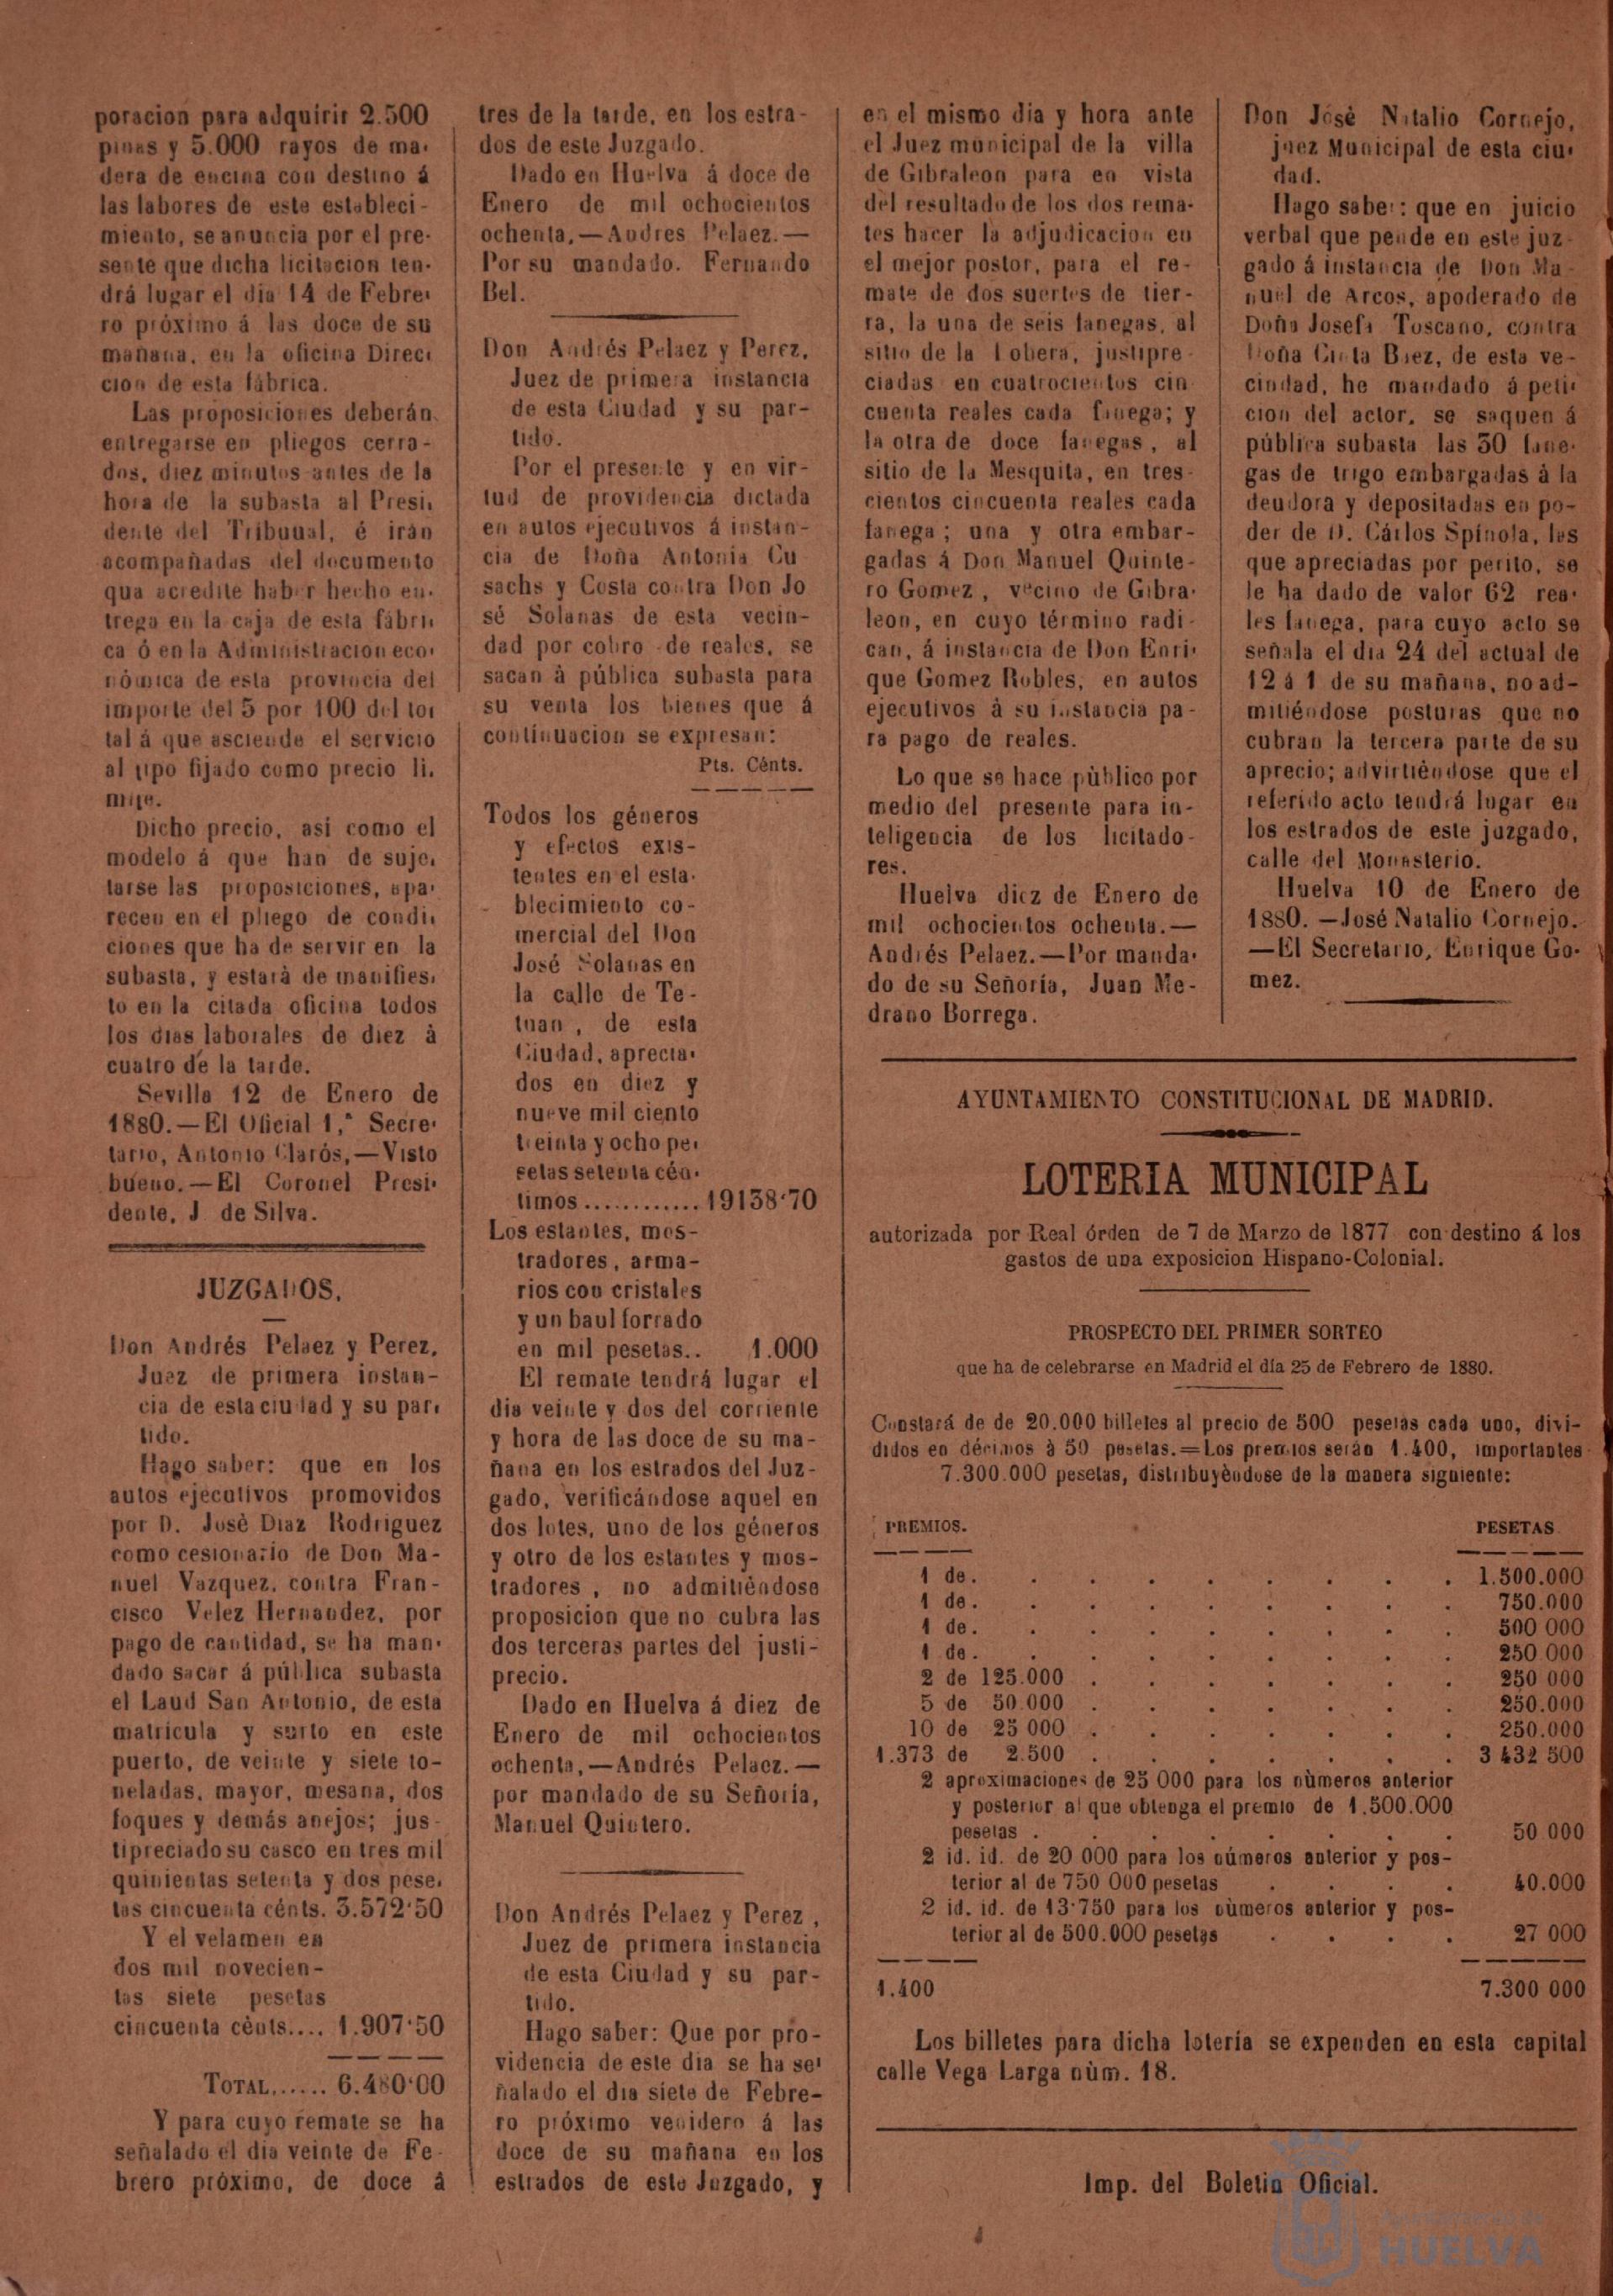 poracion para adquirir 2.500
pinas y 5.000 rayos de ma-
dera de encina con destino á
las labores de este estableci-
miento, se anuncia por el pre-
sente que dicha licitacion ten-
drá lugar el dia 14 de Febre-
ro próximo á las doce de su
mañana, en la oficina Direc-
cion de esta fábrica.
Las proposiciones deberán
entregarse en pliegos cerra-
dos, diez minutos antes de la
hora de la subasta al Presi-
dente del Tribuual, é irán
acompañadas del documento
qua acredite haber hecho en-
trega en la caja de esta fábri-
ca ó en la Administracion eco-
nómica de esta provincia del
importe del 5 por 100 del to-
tal á que asciende el servicio
al tipo fijado como precio li-
mite.
Dicho precio, asi como el
modelo á que han de suje-
tarse las proposiciones, apa-
recen en el pliego de condi-
ciones que ha de servir en la
subasta, y estarà de manifies-
to en la citada oficina todos
los dias laborales de diez à
cuatro de la tarde.
Sevilla 12 de Enero de
1880.—El Oficial 1,° Secre-
tario, Antonio Clarós,—Visto
bueno.—El Coronel Presi-
dente, J. de Silva.
JUZGADOS.
Don Andrés Pelaez y Perez,
Juez de primera instan-
cia de esta ciudad y su par-
tido.
Hago saber: que en los
autos ejecutivos promovidos
por D. Josè Diaz Rodriguez
como cesionario de Don Ma-
nuel Vazquez, contra Fran-
cisco Velez Hernandez, por
pago de cantidad, se ha man-
dado sacar á pública subasta
el Laud San Antonio, de esta
matricula y surto en este
puerto, de veinte y siete to-
neladas, mayor, mesana, dos
foques y demás anejos; jus-
tipreciado su casco en tres mil
quinientas setenta y dos pese-
tas cincuenta cénts. 3.572'50
Y el velamen en
dos mil novecien-
tas siete pesetas
cincuenta cénts.... 1.907'50
TOTAL...... 6.480'00
Y para cuyo remate se ha
señalado el dia veinte de Fe-
brero próximo, de doce á
tres de la tarde, en los estra-
dos de este Juzgado.
Dado en Huelva á doce de
Enero de mil ochocientos
ochenta.—Andres Pelaez.—
Por su mandado. Fernando
Bel.
Don Andrés Pelaez y Perez,
Juez de primera instancia
de esta Ciudad y su par-
tido.
Por el presente y en vir-
tud de providencia dictada
en autos ejecutivos á instan-
cia de Doña Antonia Cu
sachs y Costa contra Don Jo
sé Solanas de esta vecin-
dad por cobro de reales, se
sacan à pública subasta para
su venta los bienes que á
continuacion se expresan:
Pts. Cénts.
Todos los géneros
y efectos exis-
tentes en el esta-
blecimiento co-
mercial del Don
José Solanas en
la calle de Te-
tuan, de esta
Ciudad, aprecia-
dos en diez y
nueve mil ciento
treinta y ocho pe-
setas setenta cén-
timos............ 19138'70
Los estantes, mos-
tradores, arma-
rios con cristales
y un baul forrado
en mil pesetas.. 1.000
El remate tendrá lugar el
dia veinte y dos del corriente
y hora de las doce de su ma-
ñana en los estrados del Juz-
gado, verificándose aquel en
dos lotes, uno de los géneros
y otro de los estantes y mos-
tradores, no admitiéndose
proposicion que no cubra las
dos terceras partes del justi-
precio.
Dado en Huelva á diez de
Enero de mil ochocientos
ochenta,—Andrés Pelaez.—
por mandado de su Señoria,
Manuel Quintero.
Don Andrés Pelaez y Perez,
Juez de primera instancia
de esta Ciudad y su par-
tido.
Hago saber: Que por pro-
videncia de este dia se ha se-
ñalado el dia siete de Febre-
ro próximo venidero á las
doce de su mañana en los
estrados de este Juzgado, y
en el mismo dia y hora ante
el Juez municipal de la villa
de Gibraleon para en vista
del resultado de los dos rema-
tes hacer la adjudicacion en
el mejor postor, para el re-
mate de dos suertes de tier-
ra, la una de seis fanegas, al
sitio de la Lobera, justipre-
ciadas en cuatrocientos cin
cuenta reales cada fanega; y
la otra de doce fanegas, al
sitio de la Mesquita, en tres-
cientos cincuenta reales cada
fanega; una y otra embar-
gadas á Don Manuel Quinte-
ro Gomez, vecino de Gibra-
leon, en cuyo término radi-
can, á instancia de Don Enri-
que Gomez Robles, en autos
ejecutivos à su instancia pa-
ra pago de reales.
Lo que se hace pùblico por
medio del presente para in-
teligencia de los licitado-
res.
Huelva diez de Enero de
mil ochocientos ochenta.—
Andrés Pelaez.—Por manda-
do de su Señoría, Juan Me-
drano Borrega.
Don Josè Natalio Cornejo,
juez Municipal de esta ciu-
dad.
Hago saber: que en juicio
verbal que pende en este juz-
gado á instancia de Don Ma-
nuel de Arcos, apoderado de
Doña Josefa Toscano, contra
Doña Cinta Baez, de esta ve-
cindad, he mandado á peti-
cion del actor, se saquen á
pública subasta las 30 fane-
gas de trigo embargadas à la
deudora y depositadas en po-
der de D. Cárlos Spínola, las
que apreciadas por perito, se
le ha dado de valor 62 rea-
les fanega, para cuyo acto se
señala el dia 24 del actual de
12 á 1 de su mañana, no ad-
mitiéndose posturas que no
cubran la tercera parte de su
aprecio; advirtiéndose que el
referido acto tendrá lugar en
los estrados de este juzgado,
calle del Monasterio.
Huelva 10 de Enero de
1880.—José Natalio Cornejo.
—El Secretario, Enrique Go-
mez.
AYUNTAMIENTO CONSTITUCIONAL DE MADRID.
LOTERIA MUNICIPAL
autorizada por Real órden de 7 de Marzo de 1877 con destino á los
gastos de una exposicion Hispano-Colonial.
PROSPECTO DEL PRIMER SORTEO
que ha de celebrarse en Madrid el día 25 de Febrero de 1880.
Constará de de 20.000 billetes al precio de 500 pesetas cada uno, divi-
didos en décimos à 50 pesetas.=Los premios serán 1.400, importantes
7.300.000 pesetas, distribuyèndose de la manera siguiente:
PREMIOS. PESETAS
1 de. . . . . . . . . 1.500.000
1 de. . . . . . . . . 750.000
1 de. . . . . . . . . 500 000
1 de. . . . . . . . . 250 000
2 de 125.000 . . . . . . . 250 000
5 de 50.000 . . . . . . . 250.000
10 de 25 000 . . . . . . . 250.000
1.373 de 2.500 . . . . . . . 3 432 500
2 aproximaciones de 25 000 para los nùmeros anterior
y posterior al que obtenga el premio de 1.500.000
pesetas . . . . . . . . 50 000
2 id. id. de 20 000 para los números anterior y pos-
terior al de 750 000 pesetas . . . . 40.000
2 id. id. de 13'750 para los nùmeros anterior y pos-
terior al de 500.000 pesetas . . . . 27 000
1.400 7.300 000
Los billetes para dicha lotería se expenden en esta capital
calle Vega Larga nùm. 18.
Imp. del Boletin Oficial.
HUELVA